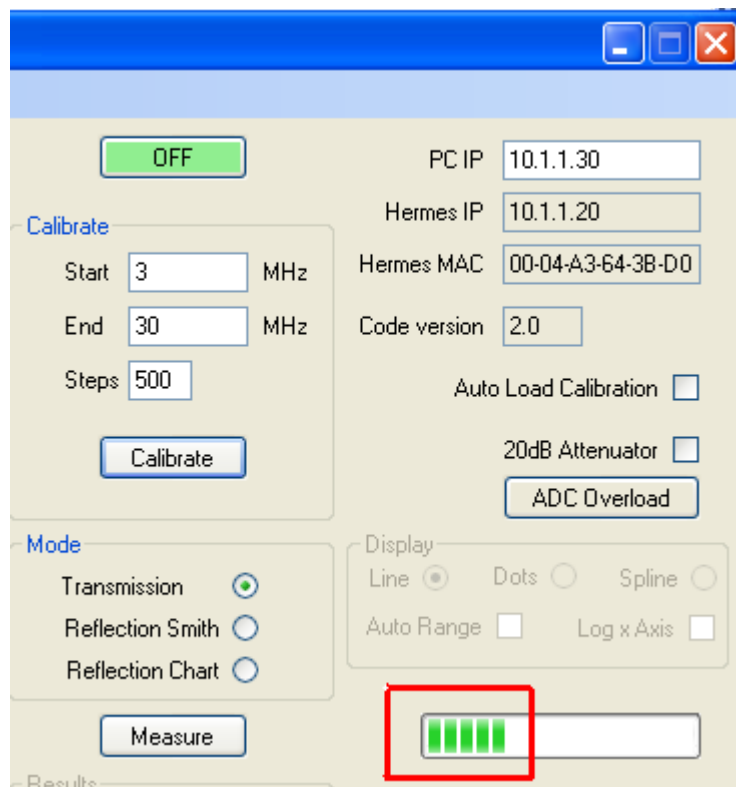 OFF
PC IP 10.1.1.30
Hermes IP 10.1.1.20
Calibrate
Start 3 MHz
Hermes MAC 00-04-A3-64-3B-D0
End 30 MHz
Code version 2.0
Steps 500
Auto Load Calibration
Calibrate
20dB Attenuator
ADC Overload
Mode
Transmission
Reflection Smith
Reflection Chart
Display
Line Dots Spline
Auto Range Log x Axis
Measure
Results